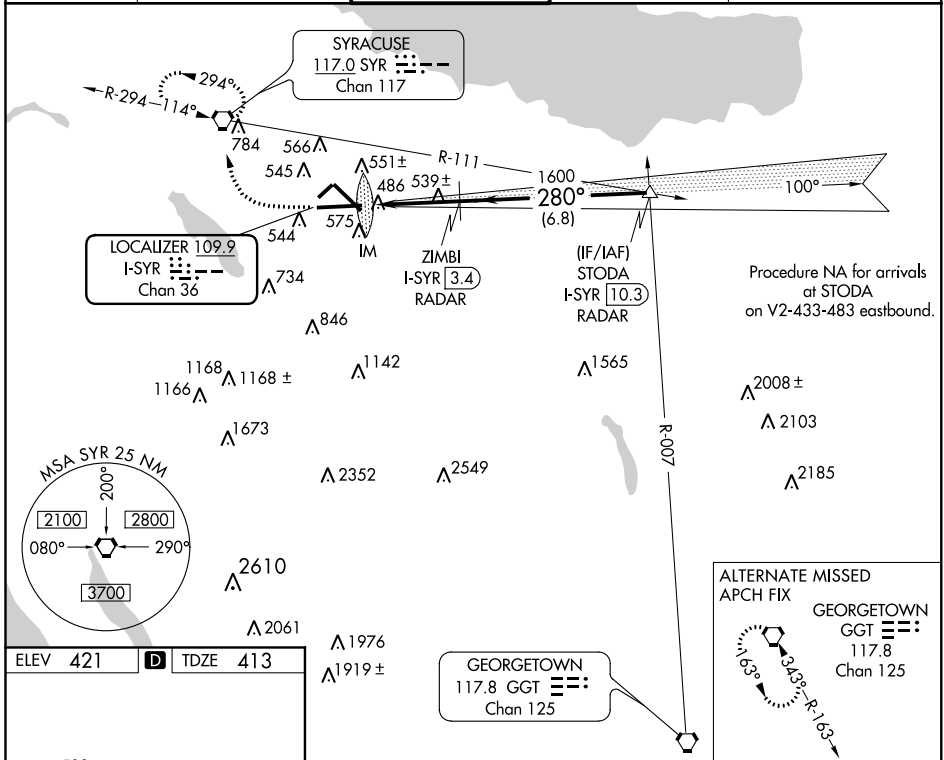 SYRACUSE
117.0 SYR
Chan 117
294°
R-294
114°
784
566
545
551±
R-111
486
539±
1600
280°
(6.8)
100°
544
575
IM
LOCALIZER 109.9
I-SYR
Chan 36
ZIMBI
I-SYR 3.4
RADAR
(IF/IAF)
STODA
I-SYR 10.3
RADAR
Procedure NA for arrivals
at STODA
on V2-433-483 eastbound.
734
846
1142
1565
1168
1168 ±
1166
2008 ±
2103
1673
R-007
2352
2549
2185
MSA SYR 25 NM
200°
2100
2800
080°
290°
3700
2610
2061
1976
1919 ±
ALTERNATE MISSED
APCH FIX
GEORGETOWN
GGT
117.8
Chan 125
163°
343°
R-163
GEORGETOWN
117.8 GGT
Chan 125
ELEV 421
D
TDZE 413